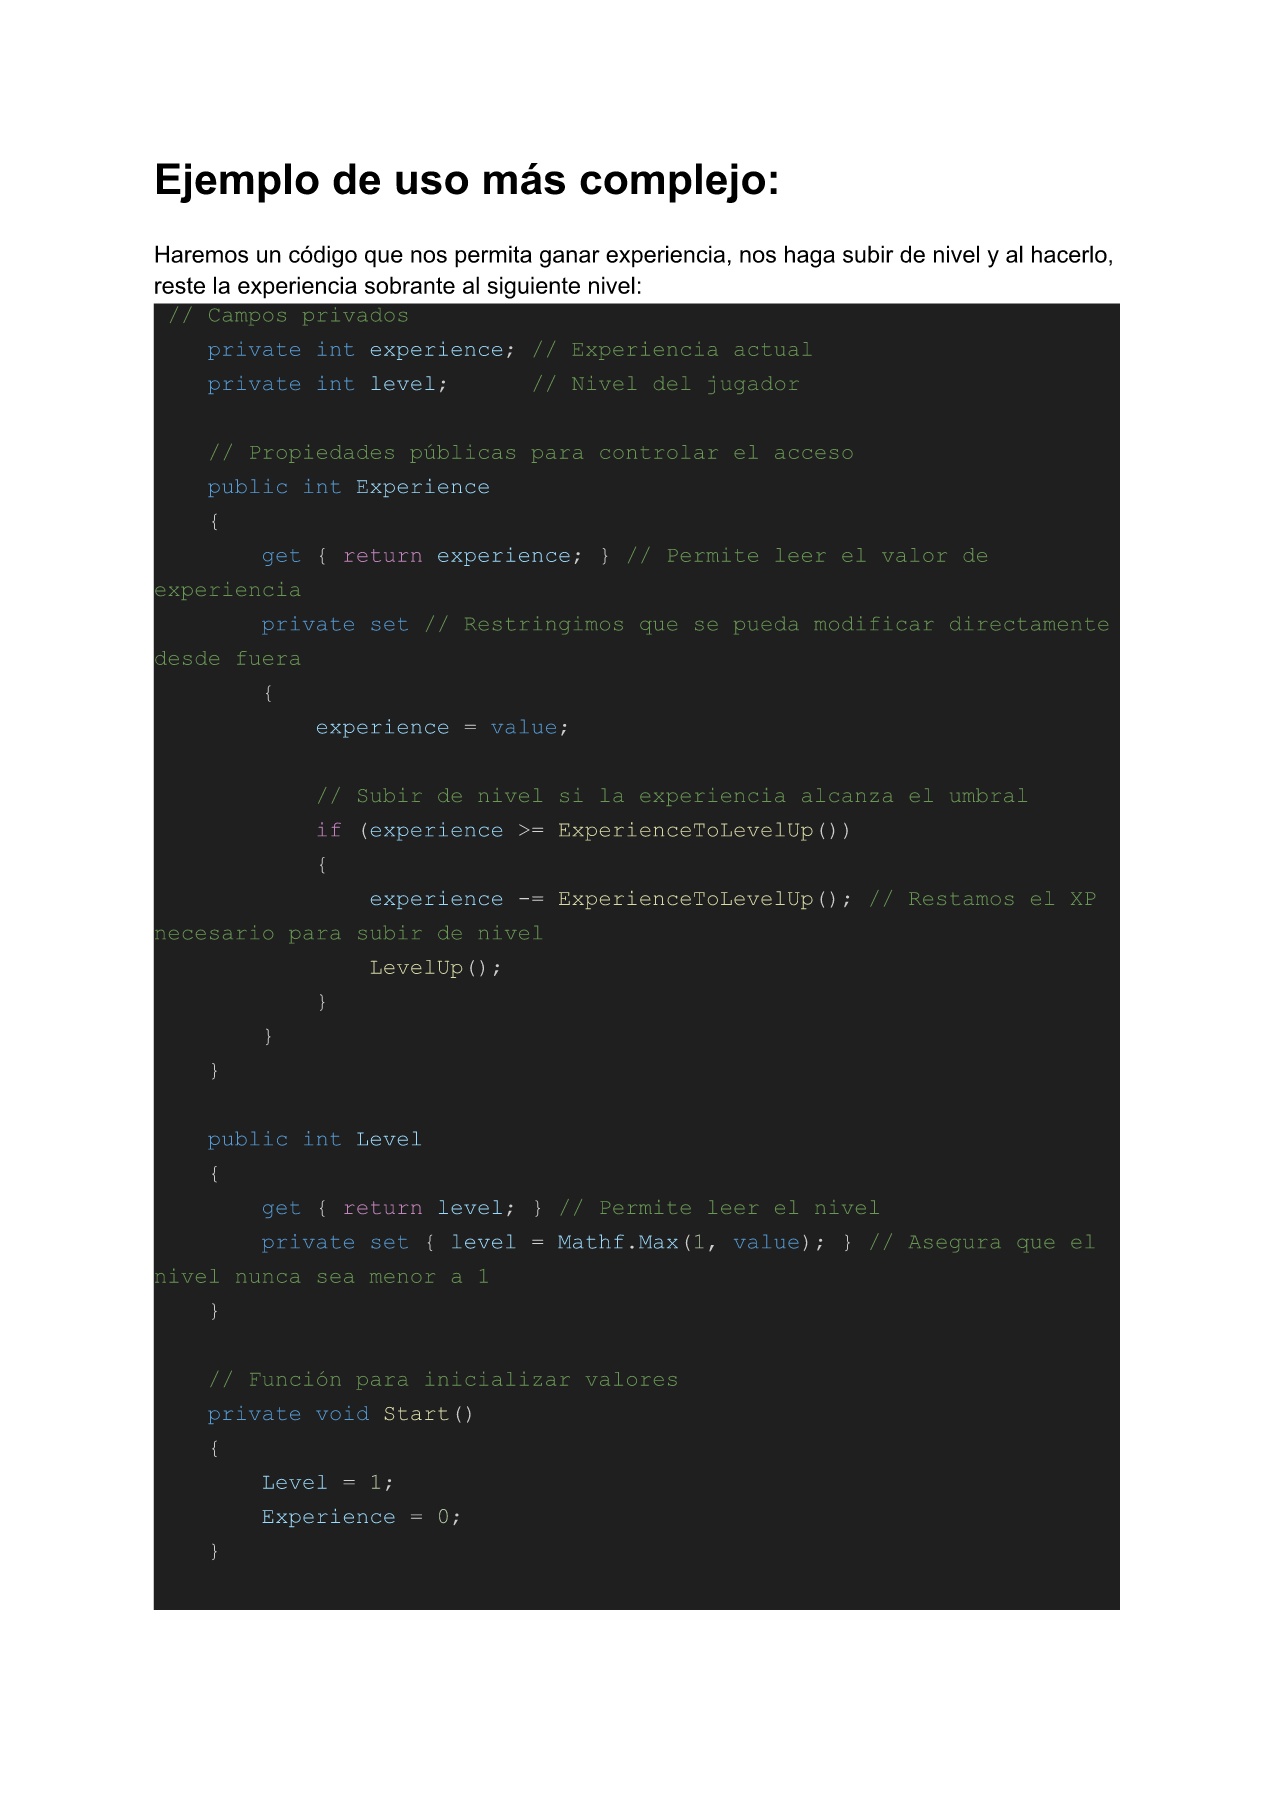 Ejemplo de uso más complejo:
Haremos un código que nos permita ganar experiencia, nos haga subir de nivel y al hacerlo,
reste la experiencia sobrante al siguiente nivel:
// Campos privados
private int experience; // Experiencia actual
private int level;      // Nivel del jugador
// Propiedades públicas para controlar el acceso
public int Experience
{
get { return experience; } // Permite leer el valor de
experiencia
private set // Restringimos que se pueda modificar directamente
desde fuera
{
experience = value;
// Subir de nivel si la experiencia alcanza el umbral
if (experience >= ExperienceToLevelUp())
{
experience -= ExperienceToLevelUp(); // Restamos el XP
necesario para subir de nivel
LevelUp();
}
}
}
public int Level
{
get { return level; } // Permite leer el nivel
private set { level = Mathf.Max(1, value); } // Asegura que el
nivel nunca sea menor a 1
}
// Función para inicializar valores
private void Start()
{
Level = 1;
Experience = 0;
}